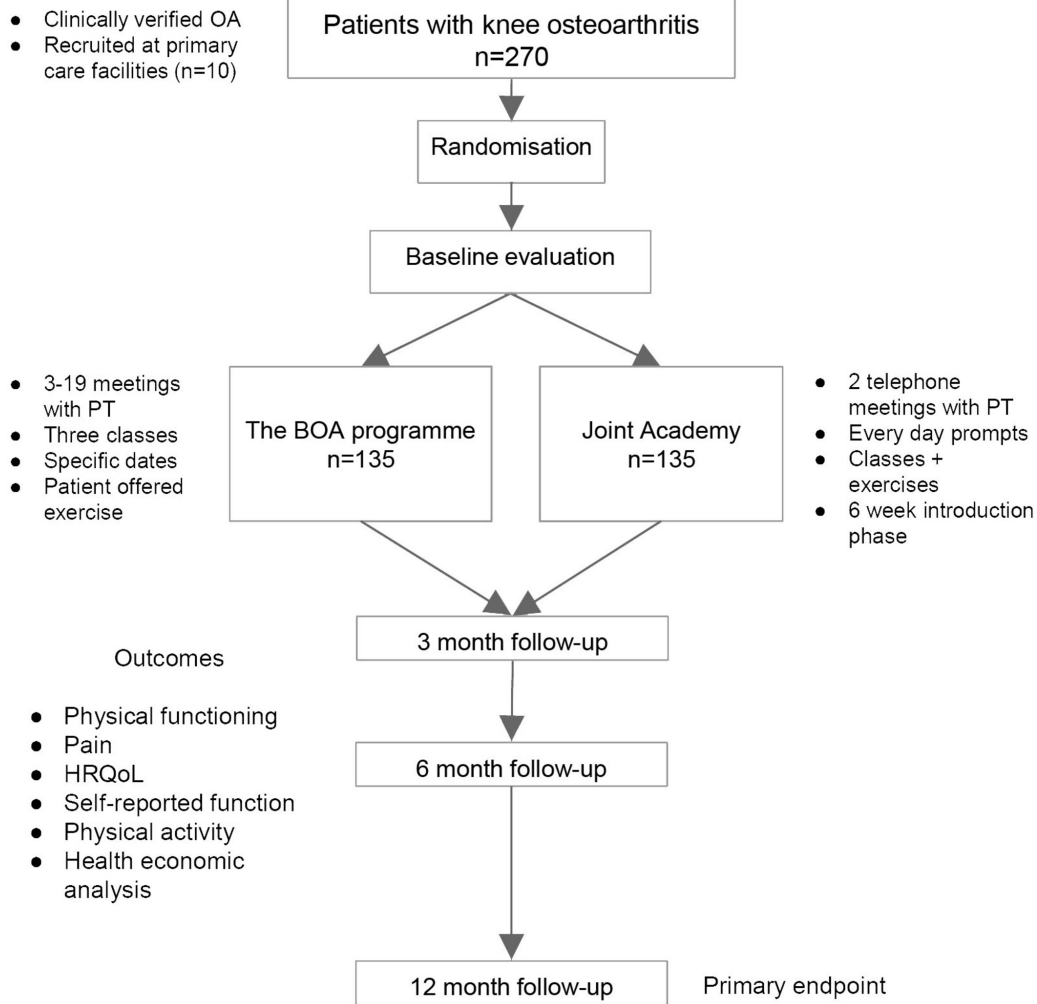 ● Clinically verified OA
● Recruited at primary
care facilities (n=10)
Patients with knee osteoarthritis
n=270
Randomisation
Baseline evaluation
● 3-19 meetings
with PT
● Three classes
● Specific dates
● Patient offered
exercise
The BOA programme
n=135
Joint Academy
n=135
● 2 telephone
meetings with PT
● Every day prompts
● Classes +
exercises
● 6 week introduction
phase
3 month follow-up
Outcomes
● Physical functioning
● Pain
● HRQoL
● Self-reported function
● Physical activity
● Health economic
analysis
6 month follow-up
12 month follow-up
Primary endpoint